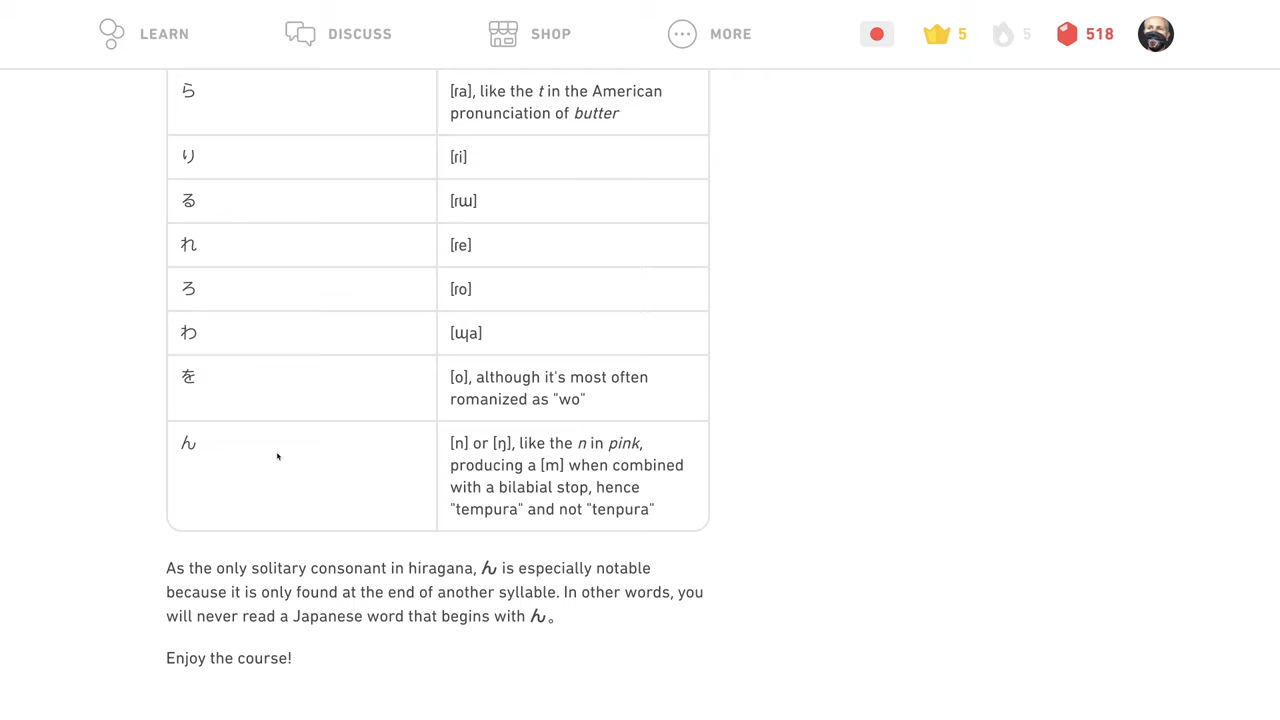 LEARN DISCUSS SHOP MORE 5 5 518
ら [ɾa], like the t in the American
pronunciation of butter
り [ɾi]
る [ɾɯ]
れ [ɾe]
ろ [ɾo]
わ [ɰa]
を [o], although it's most often
romanized as "wo"
ん [n] or [ŋ], like the n in pink,
producing a [m] when combined
with a bilabial stop, hence
"tempura" and not "tenpura"
As the only solitary consonant in hiragana, ん is especially notable
because it is only found at the end of another syllable. In other words, you
will never read a Japanese word that begins with ん。
Enjoy the course!